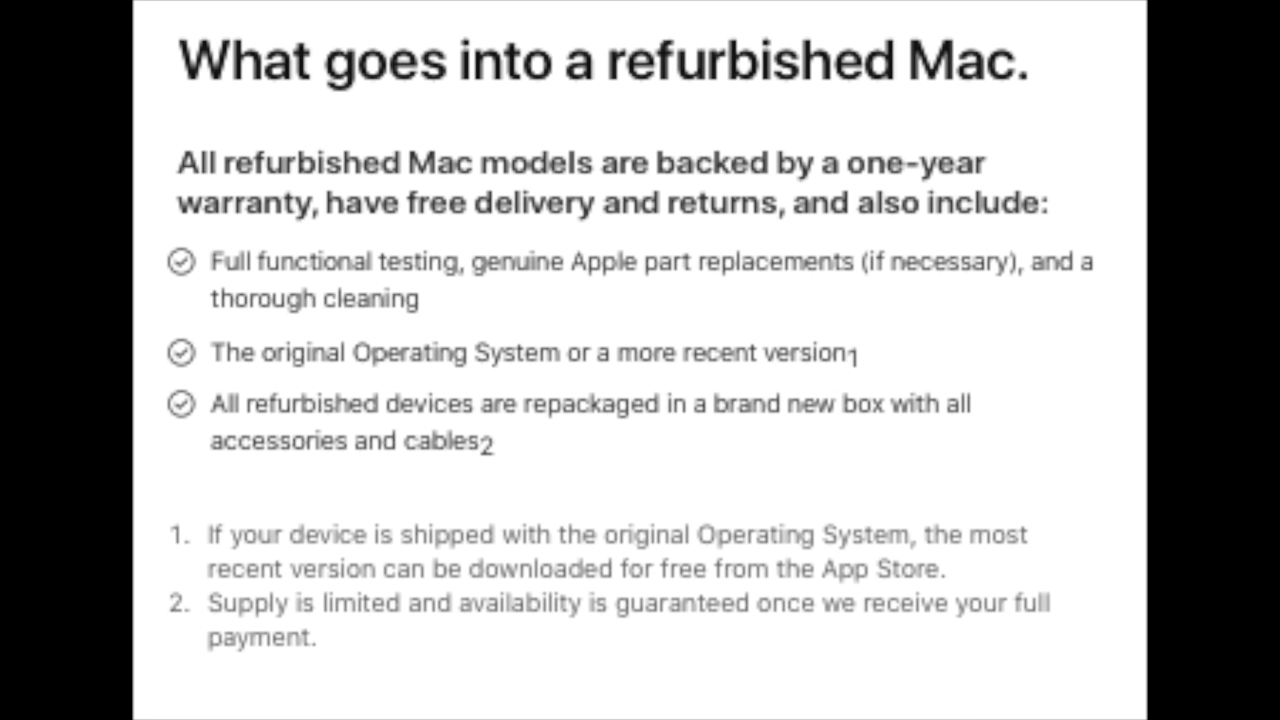 What goes into a refurbished Mac.
All refurbished Mac models are backed by a one-year
warranty, have free delivery and returns, and also include:
Full functional testing, genuine Apple part replacements (if necessary), and a
thorough cleaning
The original Operating System or a more recent version1
All refurbished devices are repackaged in a brand new box with all
accessories and cables2
1. If your device is shipped with the original Operating System, the most
recent version can be downloaded for free from the App Store.
2. Supply is limited and availability is guaranteed once we receive your full
payment.